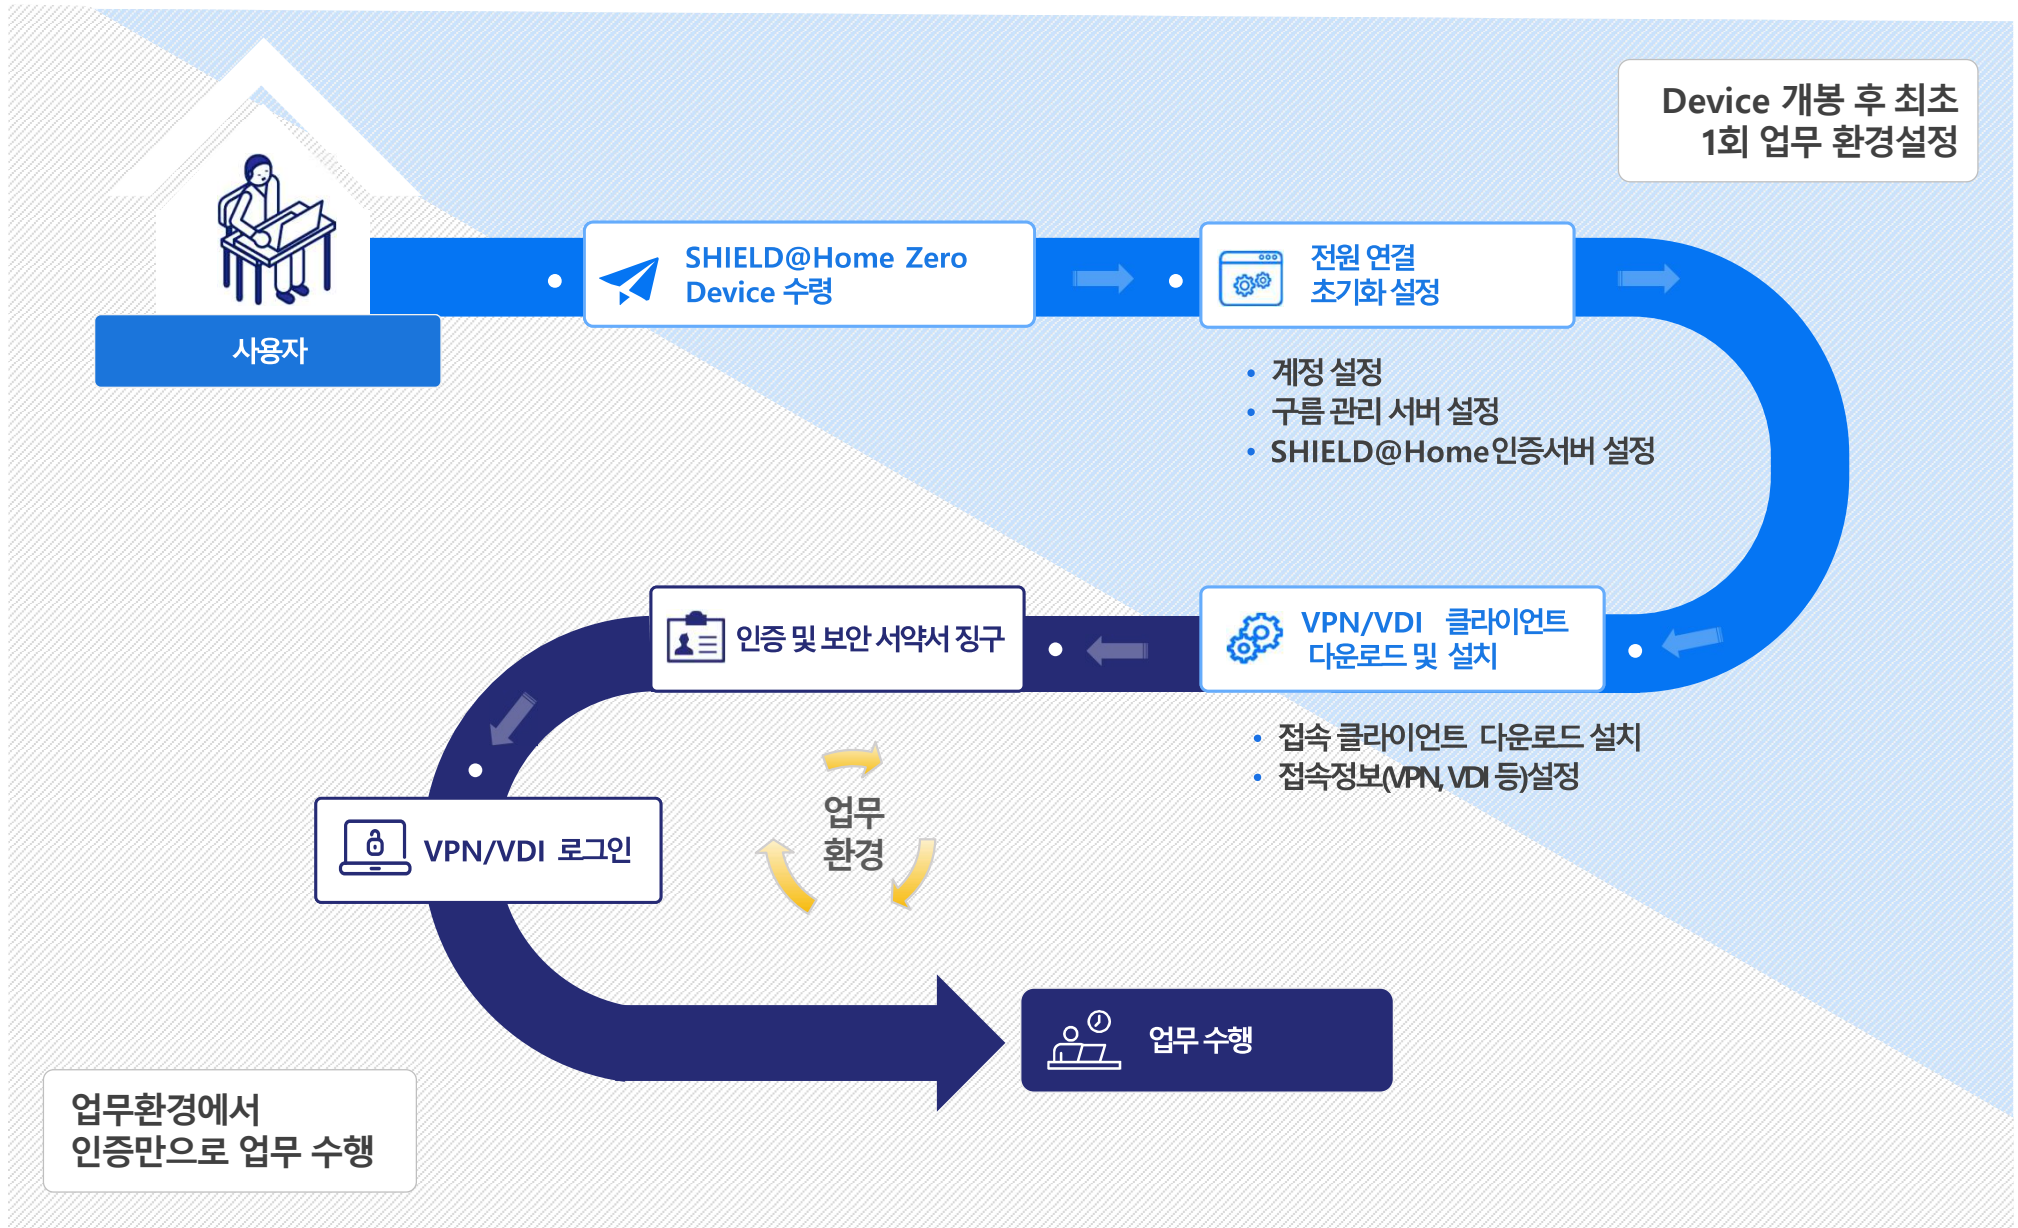 Device 개봉 후 최초
1회 업무 환경설정
사용자
SHIELD@Home Zero
Device 수령
전원 연결
초기화 설정
• 계정 설정
• 구름 관리 서버 설정
• SHIELD@Home인증서버 설정
VPN/VDI 클라이언트
다운로드 및 설치
• 접속 클라이언트 다운로드 설치
• 접속정보(VPN, VDI 등)설정
인증 및 보안 서약서 징구
VPN/VDI 로그인
업무
환경
업무 수행
업무환경에서
인증만으로 업무 수행